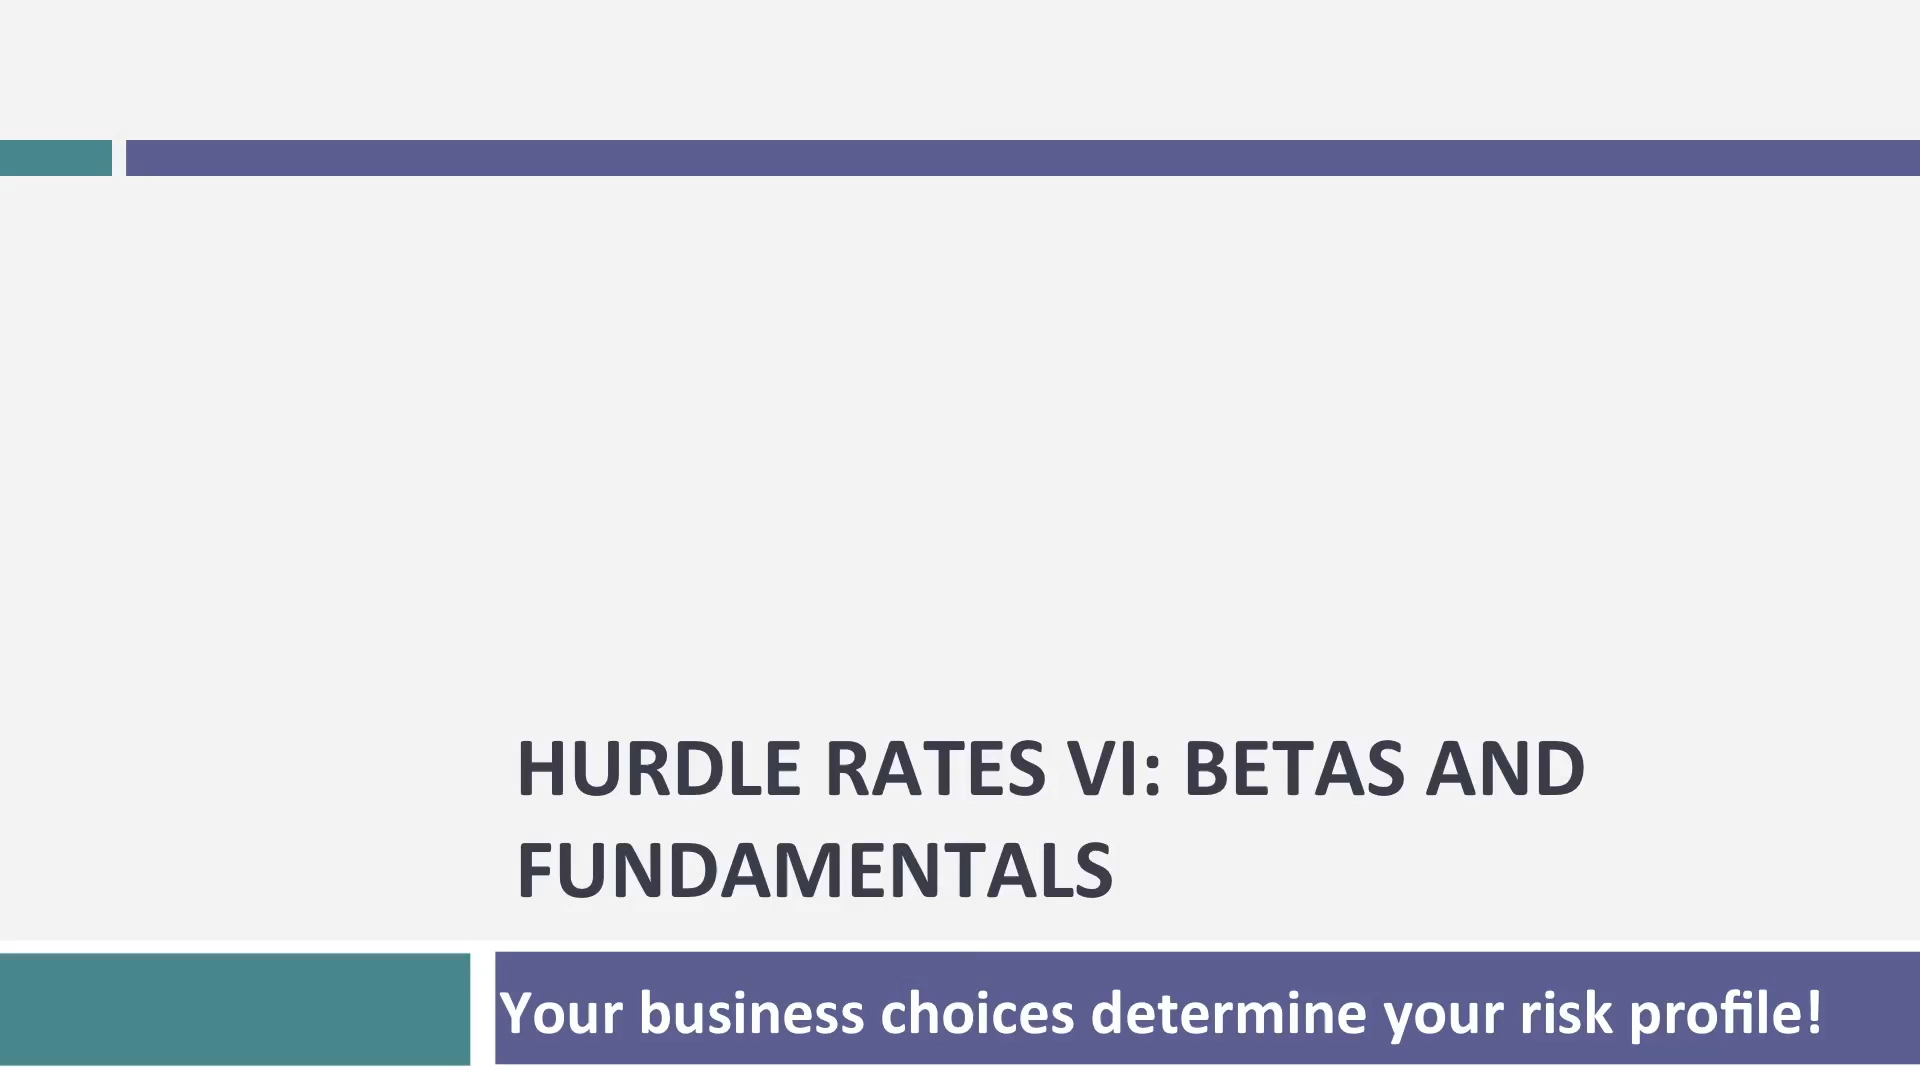 HURDLE RATES VI: BETAS AND
FUNDAMENTALS
Your business choices determine your risk profile!